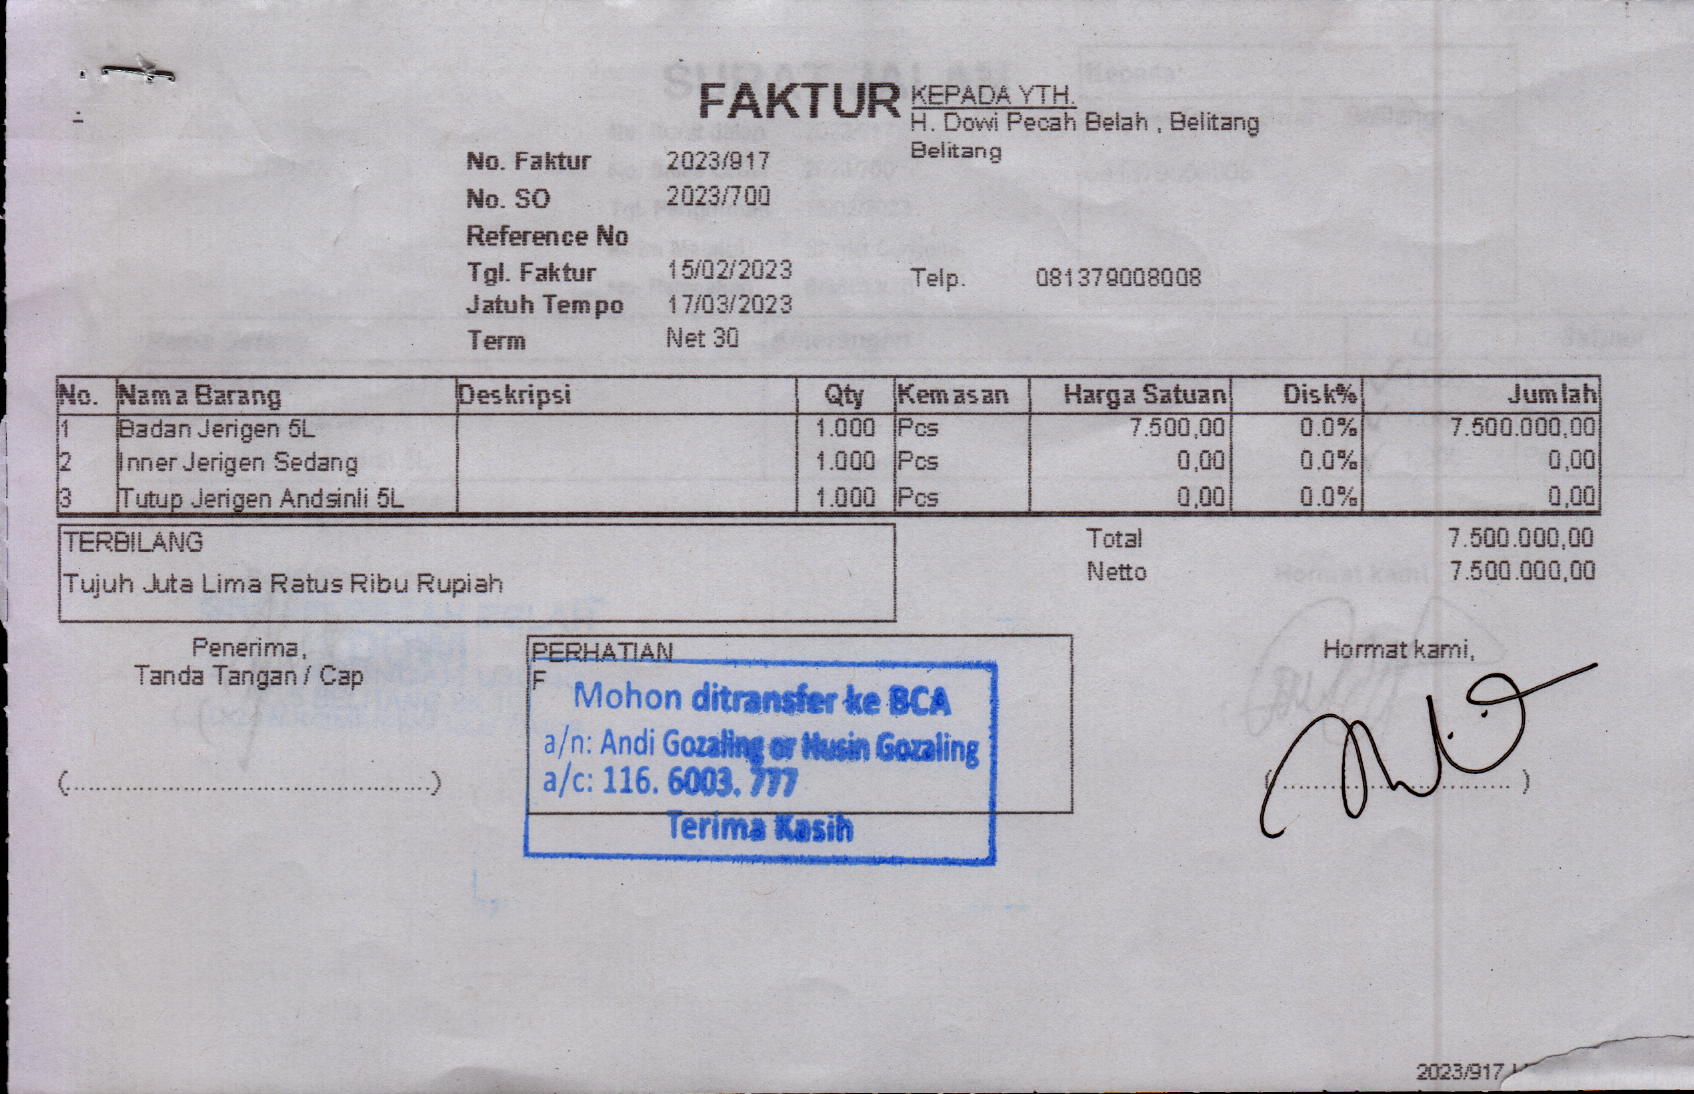 FAKTUR
KEPADA YTH.
H. Dowi Pecah Belah , Belitang
Belitang
No. Faktur 2023/917
No. SO 2023/700
Reference No
Tgl. Faktur 15/02/2023
Telp. 081379008008
Jatuh Tempo 17/03/2023
Term Net 30
No. Nama Barang Deskripsi Qty Kemasan Harga Satuan Disk% Jumlah
1 Badan Jerigen 5L 1.000 Pcs 7.500,00 0.0% 7.500.000,00
2 Inner Jerigen Sedang 1.000 Pcs 0,00 0.0% 0,00
3 Tutup Jerigen Andsinli 5L 1.000 Pcs 0,00 0.0% 0,00
TERBILANG
Tujuh Juta Lima Ratus Ribu Rupiah
Total 7.500.000,00
Netto 7.500.000,00
Penerima,
Tanda Tangan / Cap
(............................................)
PERHATIAN
F
Mohon ditransfer ke BCA
a/n: Andi Gozaling or Husin Gozaling
a/c: 116. 6003. 777
Terima Kasih
Hormat kami,
(............................)
2023/917